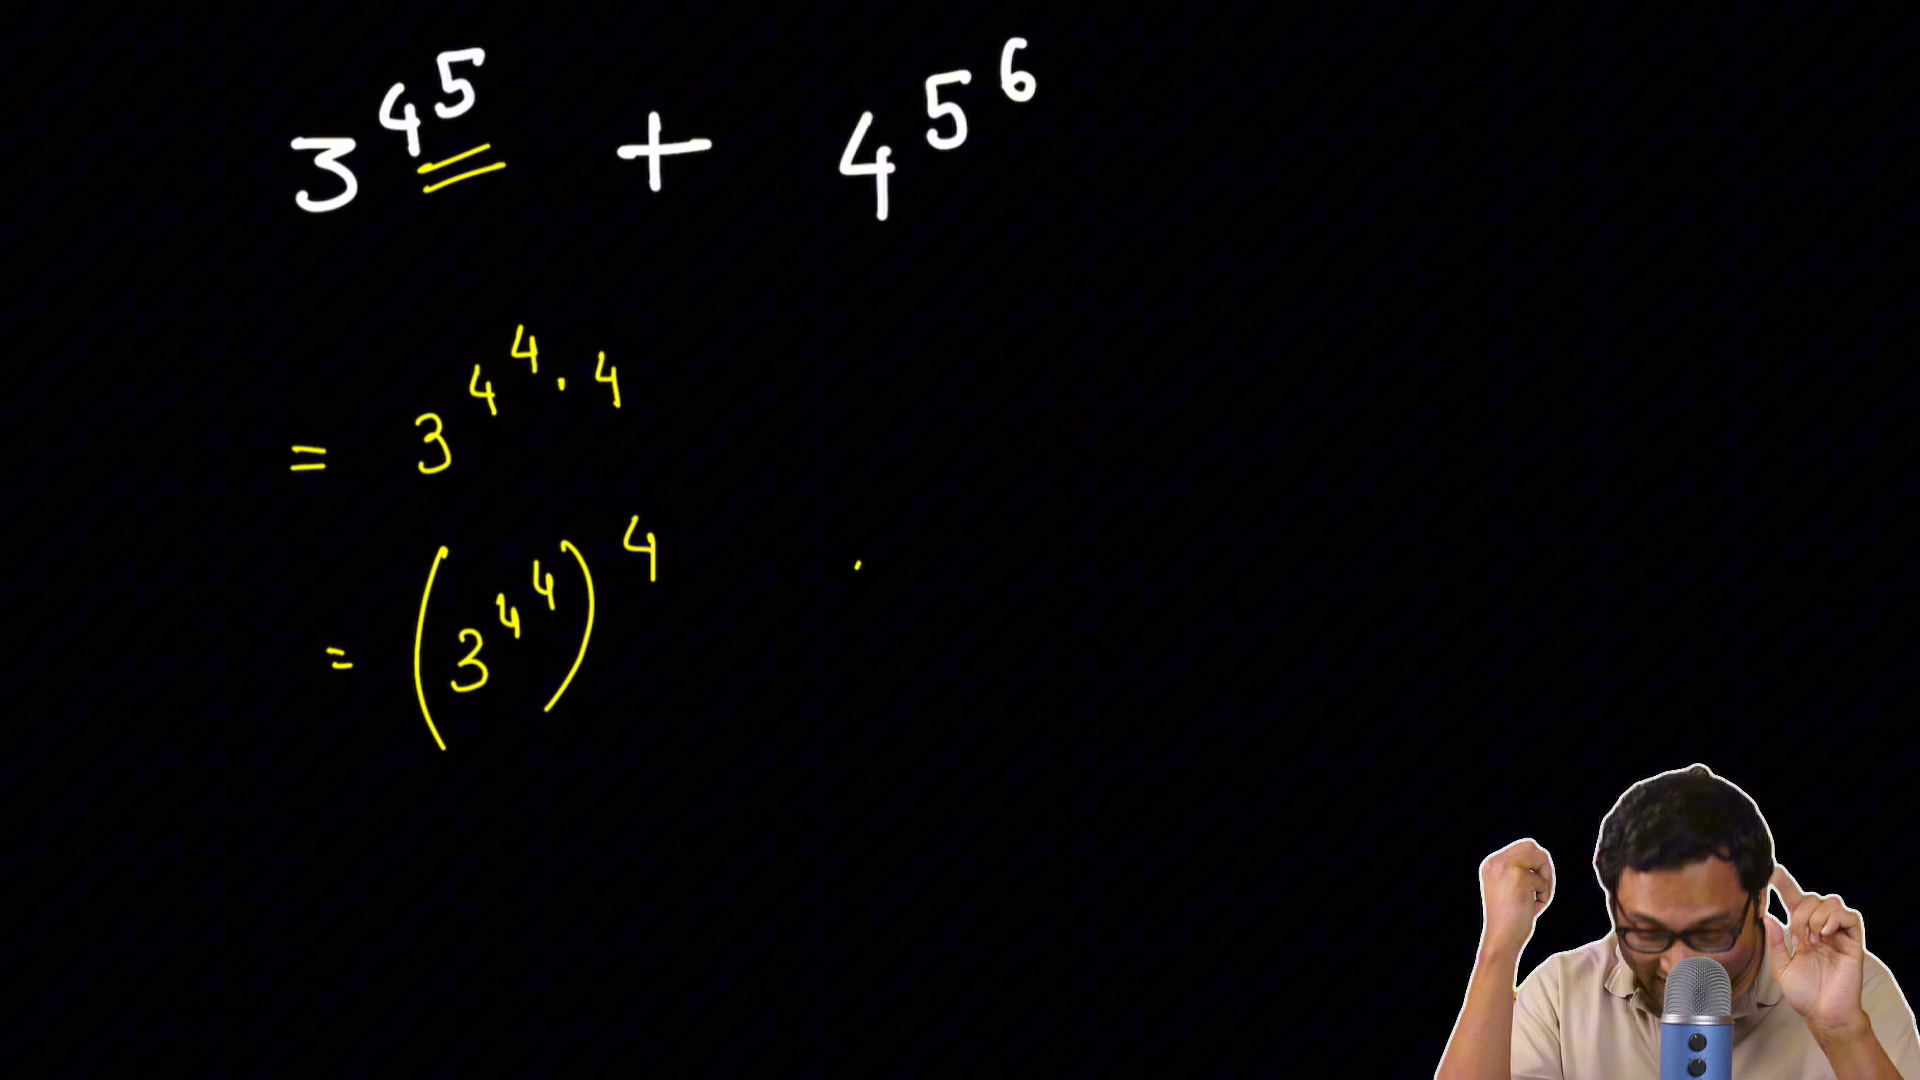 3^4^5 + 4^5^6
= 3^4^4 · 4
= (3^4^4)^4 ·